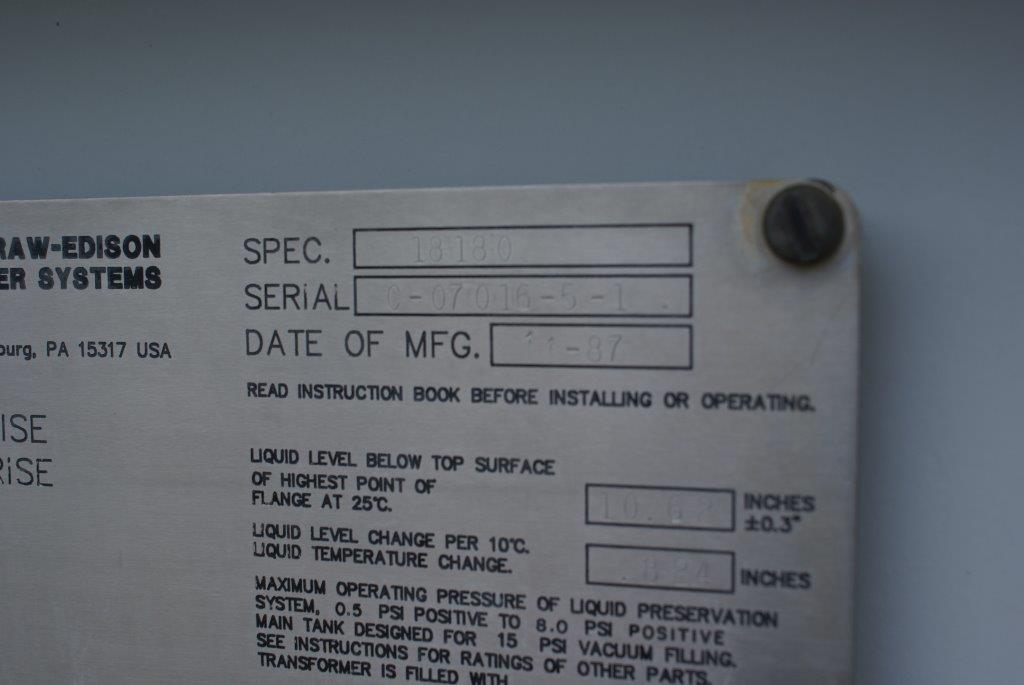 RAW-EDISON
ER SYSTEMS
burg, PA 15317 USA
ISE
RISE
SPEC. 18180
SERIAL C-07016-5-1
DATE OF MFG. 11-87
READ INSTRUCTION BOOK BEFORE INSTALLING OR OPERATING.
LIQUID LEVEL BELOW TOP SURFACE
OF HIGHEST POINT OF
FLANGE AT 25°C. 10.62 INCHES
±0.3"
LIQUID LEVEL CHANGE PER 10°C.
LIQUID TEMPERATURE CHANGE. .824 INCHES
MAXIMUM OPERATING PRESSURE OF LIQUID PRESERVATION
SYSTEM, 0.5 PSI POSITIVE TO 8.0 PSI POSITIVE
MAIN TANK DESIGNED FOR 15 PSI VACUUM FILLING.
SEE INSTRUCTIONS FOR RATINGS OF OTHER PARTS.
TRANSFORMER IS FILLED WITH